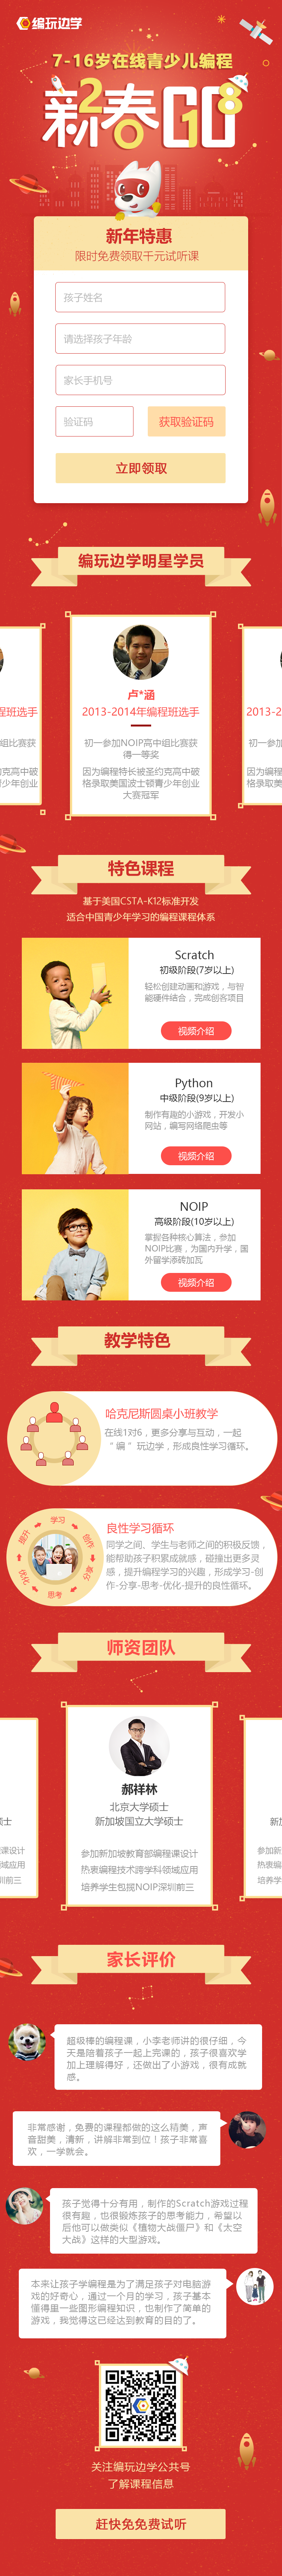 编玩边学
7-16岁在线青少儿编程
新春GO
2018
新年特惠
限时免费领取千元试听课
孩子姓名
请选择孩子年龄
家长手机号
验证码
获取验证码
立即领取
编玩边学明星学员
卢*涵
2013-2014年编程班选手
初一参加NOIP高中组比赛获
得一等奖
因为编程特长被圣约克高中破
格录取美国波士顿青少年创业
大赛冠军
特色课程
基于美国CSTA-K12标准开发
适合中国青少年学习的编程课程体系
Scratch
初级阶段(7岁以上)
轻松创建动画和游戏，与智
能硬件结合，完成创客项目
视频介绍
Python
中级阶段(9岁以上)
制作有趣的小游戏，开发小
网站，编写网络爬虫等
视频介绍
NOIP
高级阶段(10岁以上)
掌握各种核心算法，参加
NOIP比赛，为国内升学，国
外留学添砖加瓦
视频介绍
教学特色
哈克尼斯圆桌小班教学
在线1对6，更多分享与互动，一起
“ 编 ” 玩边学，形成良性学习循环。
学习
创作
分享
思考
优化
提升
良性学习循环
同学之间、学生与老师之间的积极反馈，
能帮助孩子积累成就感，碰撞出更多灵
感，提升编程学习的兴趣，形成学习-创
作-分享-思考-优化-提升的良性循环。
师资团队
郝祥林
北京大学硕士
新加坡国立大学硕士
参加新加坡教育部编程课设计
热衷编程技术跨学科领域应用
培养学生包揽NOIP深圳前三
家长评价
超级棒的编程课，小李老师讲的很仔细，今
天是陪着孩子一起上完课的，孩子很喜欢学
加上理解得好，还做出了小游戏，很有成就
感。
非常感谢，免费的课程都做的这么精美，声
音甜美，清新，讲解非常到位！孩子非常喜
欢，一学就会。
孩子觉得十分有用，制作的Scratch游戏过程
很有趣，也很锻炼孩子的思考能力，希望以
后他可以做类似《植物大战僵尸》和《太空
大战》这样的大型游戏。
本来让孩子学编程是为了满足孩子对电脑游
戏的好奇心，通过一个月的学习，孩子基本
懂得里一些图形编程知识，也制作了简单的
游戏，我觉得这已经达到教育的目的了。
关注编玩边学公共号
了解课程信息
赶快免免费试听